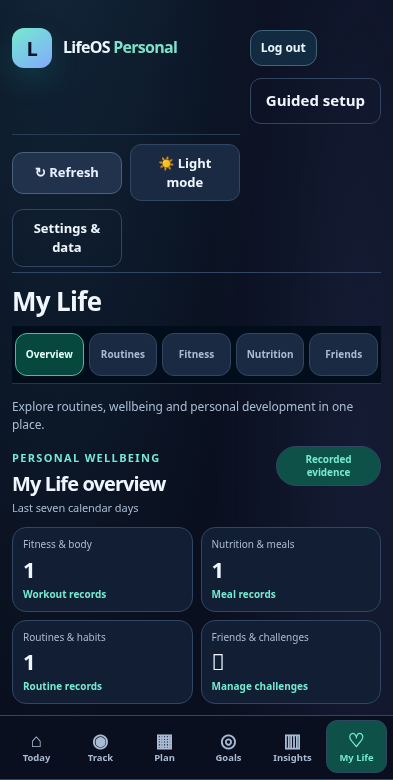 L
LifeOS Personal
Log out
Guided setup
↻ Refresh
☀️ Light
mode
Settings &
data
My Life
Overview
Routines
Fitness
Nutrition
Friends
Explore routines, wellbeing and personal development in one
place.
PERSONAL WELLBEING
Recorded
evidence
My Life overview
Last seven calendar days
Fitness & body
1
Workout records
Nutrition & meals
1
Meal records
Routines & habits
1
Routine records
Friends & challenges
Manage challenges
Today
Track
Plan
Goals
Insights
My Life